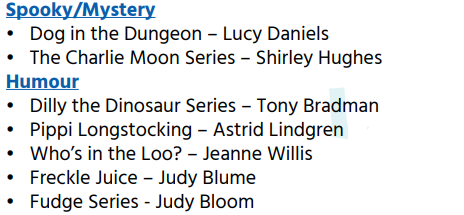 Spooky/Mystery
• Dog in the Dungeon – Lucy Daniels
• The Charlie Moon Series – Shirley Hughes
Humour
• Dilly the Dinosaur Series – Tony Bradman
• Pippi Longstocking – Astrid Lindgren
• Who’s in the Loo? – Jeanne Willis
• Freckle Juice – Judy Blume
• Fudge Series - Judy Bloom